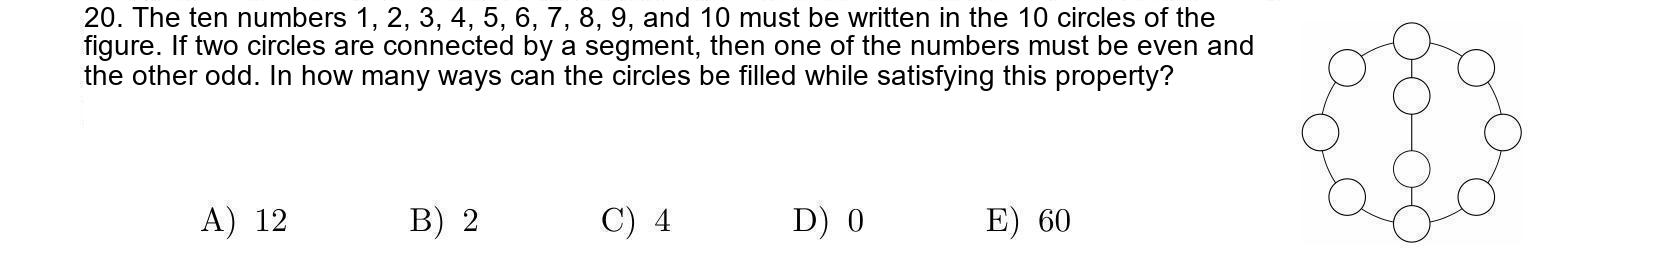 20. The ten numbers 1, 2, 3, 4, 5, 6, 7, 8, 9, and 10 must be written in the 10 circles of the
figure. If two circles are connected by a segment, then one of the numbers must be even and
the other odd. In how many ways can the circles be filled while satisfying this property?
A) 12 B) 2 C) 4 D) 0 E) 60